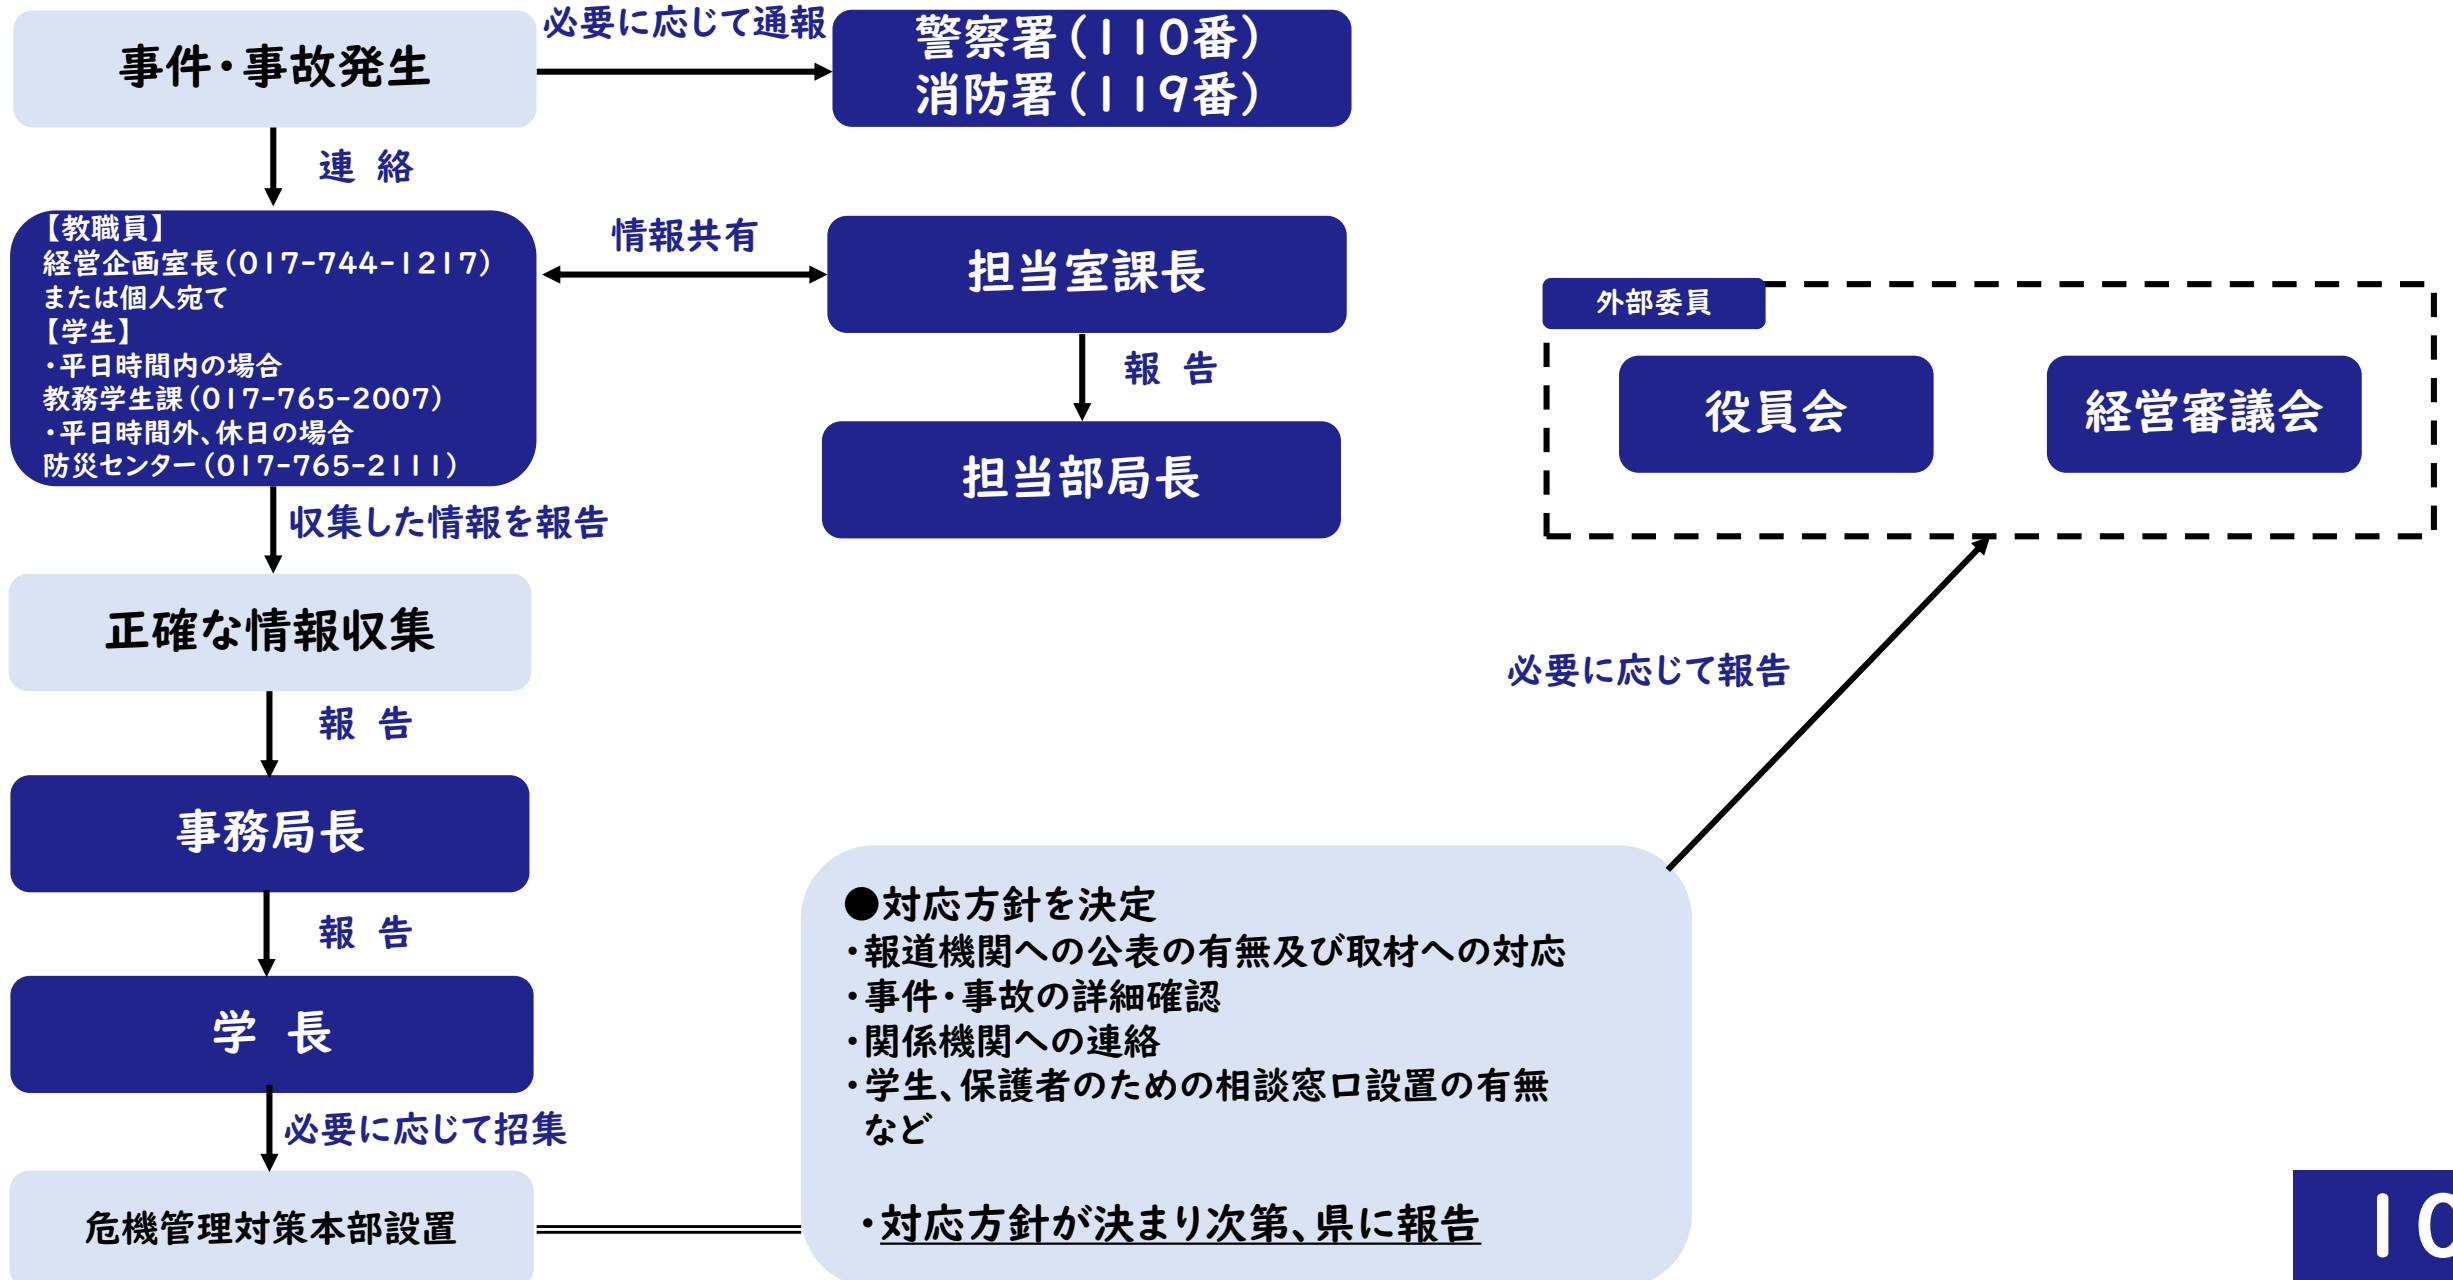 事件・事故発生
必要に応じて通報
警察署（110番）
消防署（119番）
連 絡
【教職員】
経営企画室長（017-744-1217）
または個人宛て
【学生】
・平日時間内の場合
教務学生課（017-765-2007）
・平日時間外、休日の場合
防災センター（017-765-2111）
情報共有
担当室課長
報 告
担当部局長
外部委員
役員会
経営審議会
収集した情報を報告
正確な情報収集
報 告
事務局長
報 告
学 長
必要に応じて招集
危機管理対策本部設置
必要に応じて報告
●対応方針を決定
・報道機関への公表の有無及び取材への対応
・事件・事故の詳細確認
・関係機関への連絡
・学生、保護者のための相談窓口設置の有無
など
・対応方針が決まり次第、県に報告
10